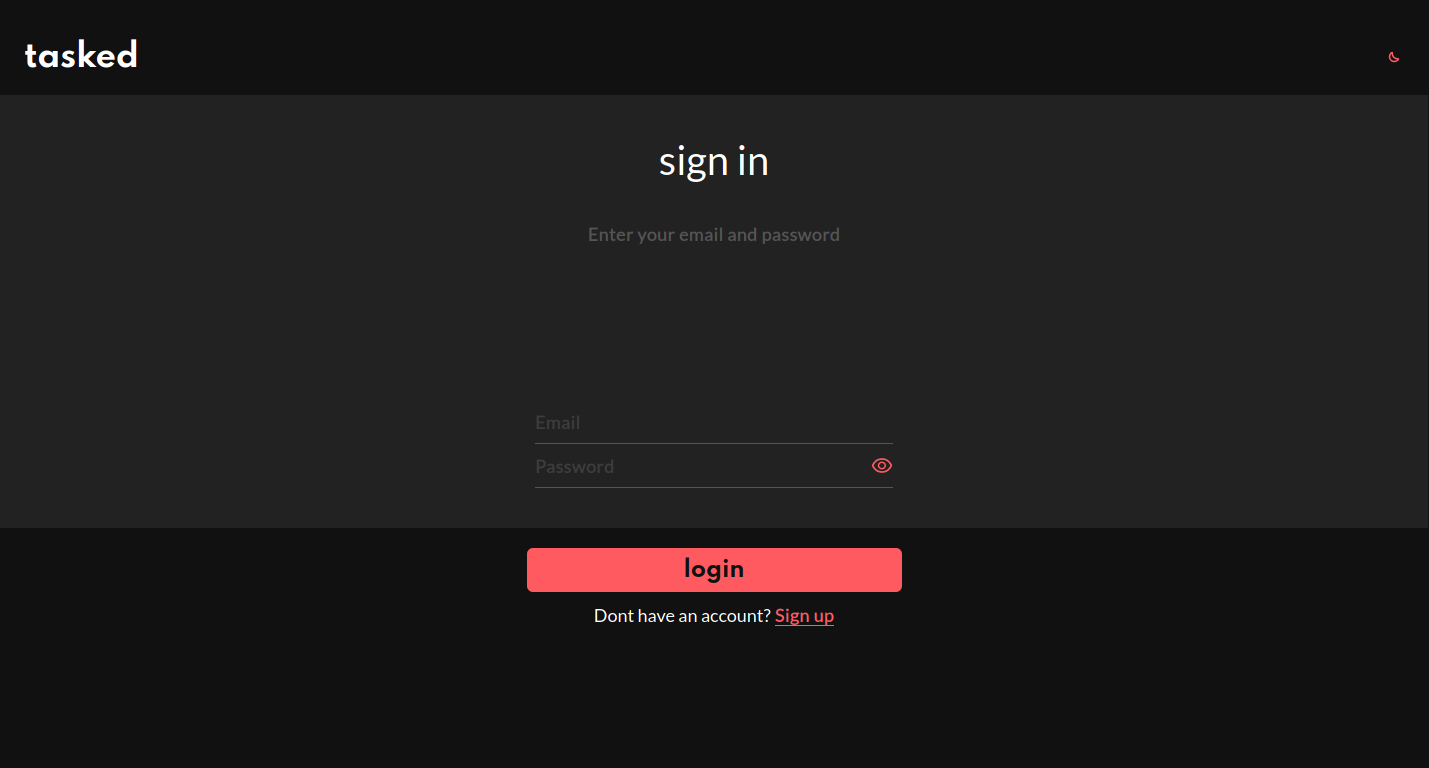 tasked
sign in
Enter your email and password
Email
Password
login
Dont have an account? Sign up